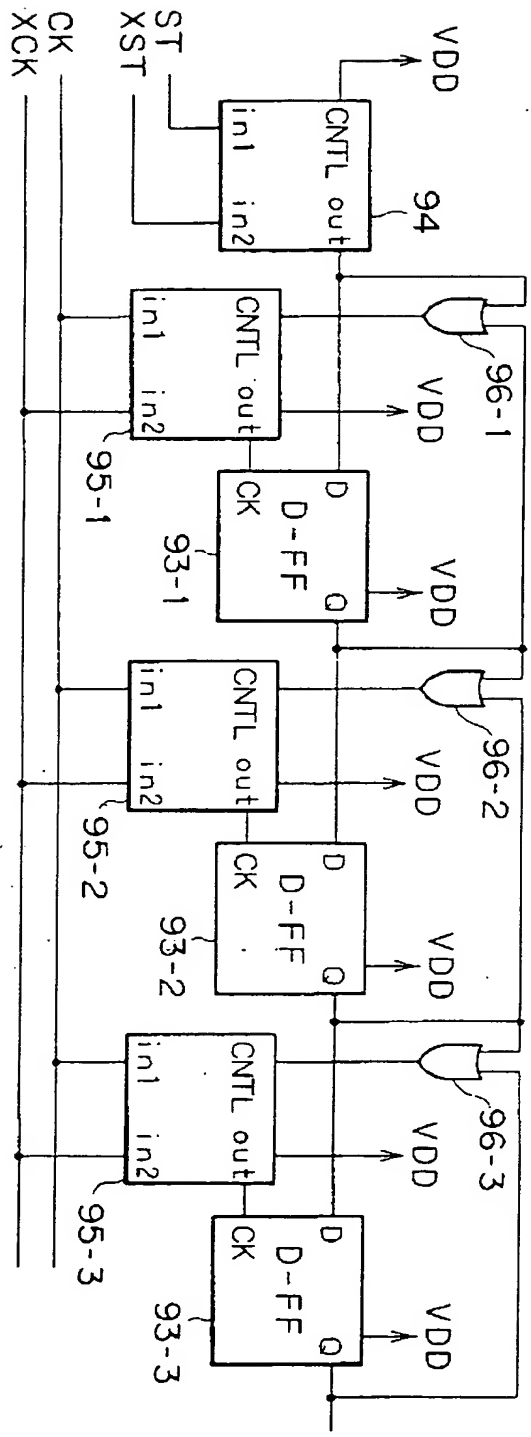 VDD
CNTL out
in1 in2
94
ST
XST
CK
XCK
96-1
VDD
CNTL out
in1 in2
95-1
VDD
D Q
D-FF
CK
93-1
96-2
VDD
CNTL out
in1 in2
95-2
VDD
D Q
D-FF
CK
93-2
96-3
VDD
CNTL out
in1 in2
95-3
VDD
D Q
D-FF
CK
93-3